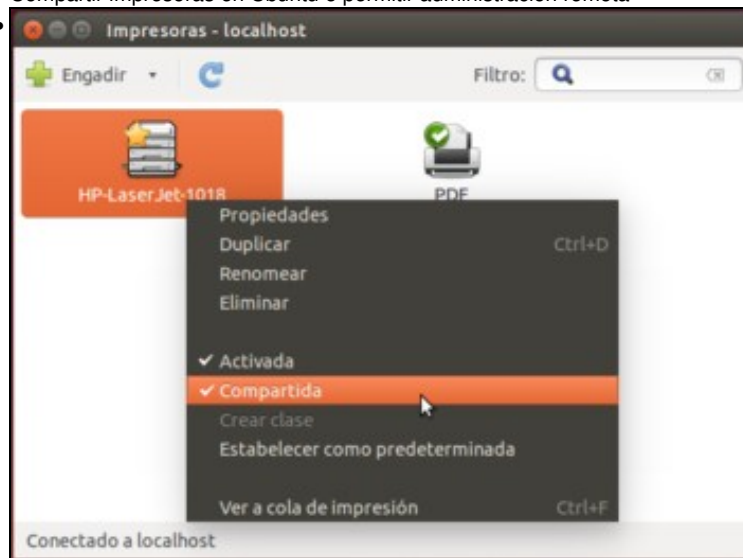 Compartir impresoras en Ubuntu e permitir administración remota
Impresoras - localhost
Engadir
Filtro:
HP-LaserJet-1018
PDF
Propiedades
Duplicar Ctrl+D
Renomear
Eliminar
✔ Activada
✔ Compartida
Crear clase
Estabelecer como predeterminada
Ver a cola de impresión Ctrl+F
Conectado a localhost